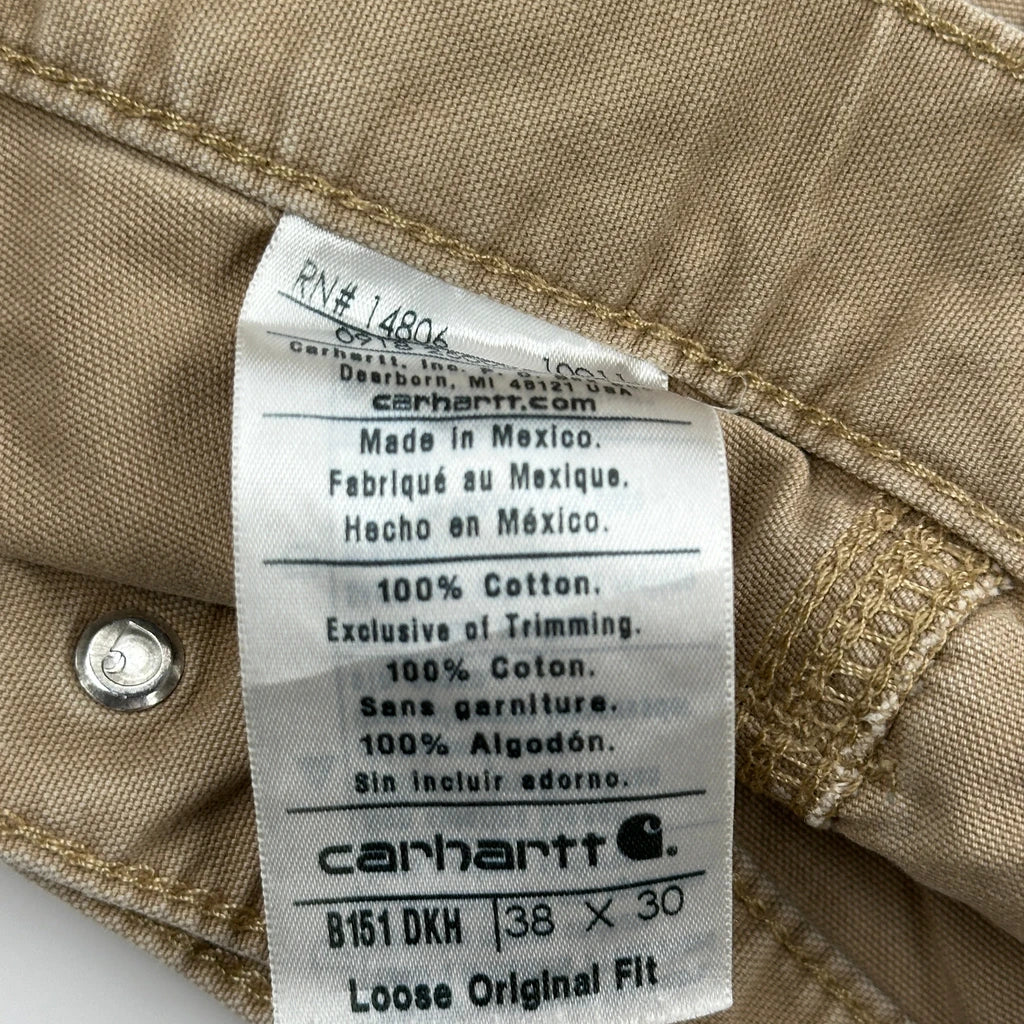 RN# 14806
carhartt, Inc.
Dearborn, MI 48121 USA
carhartt.com
Made in Mexico.
Fabriqué au Mexique.
Hecho en México.
100% Cotton.
Exclusive of Trimming.
100% Coton.
Sans garniture.
100% Algodón.
Sin incluir adorno.
carhartt
B151 DKH 38 X 30
Loose Original Fit